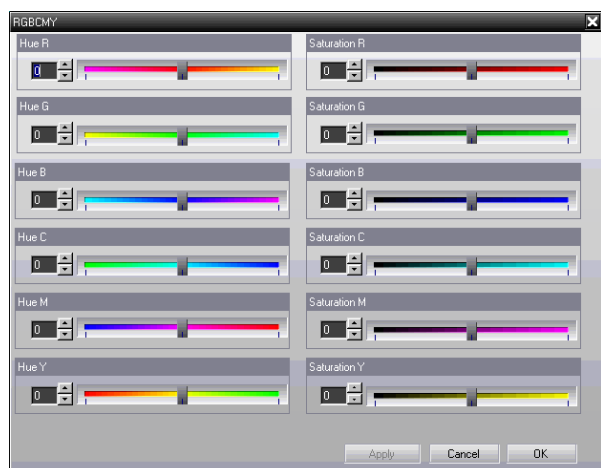 RGBCMY
Hue R
Saturation R
0
0
Hue G
Saturation G
0
0
Hue B
Saturation B
0
0
Hue C
Saturation C
0
0
Hue M
Saturation M
0
0
Hue Y
Saturation Y
0
0
Apply
Cancel
OK